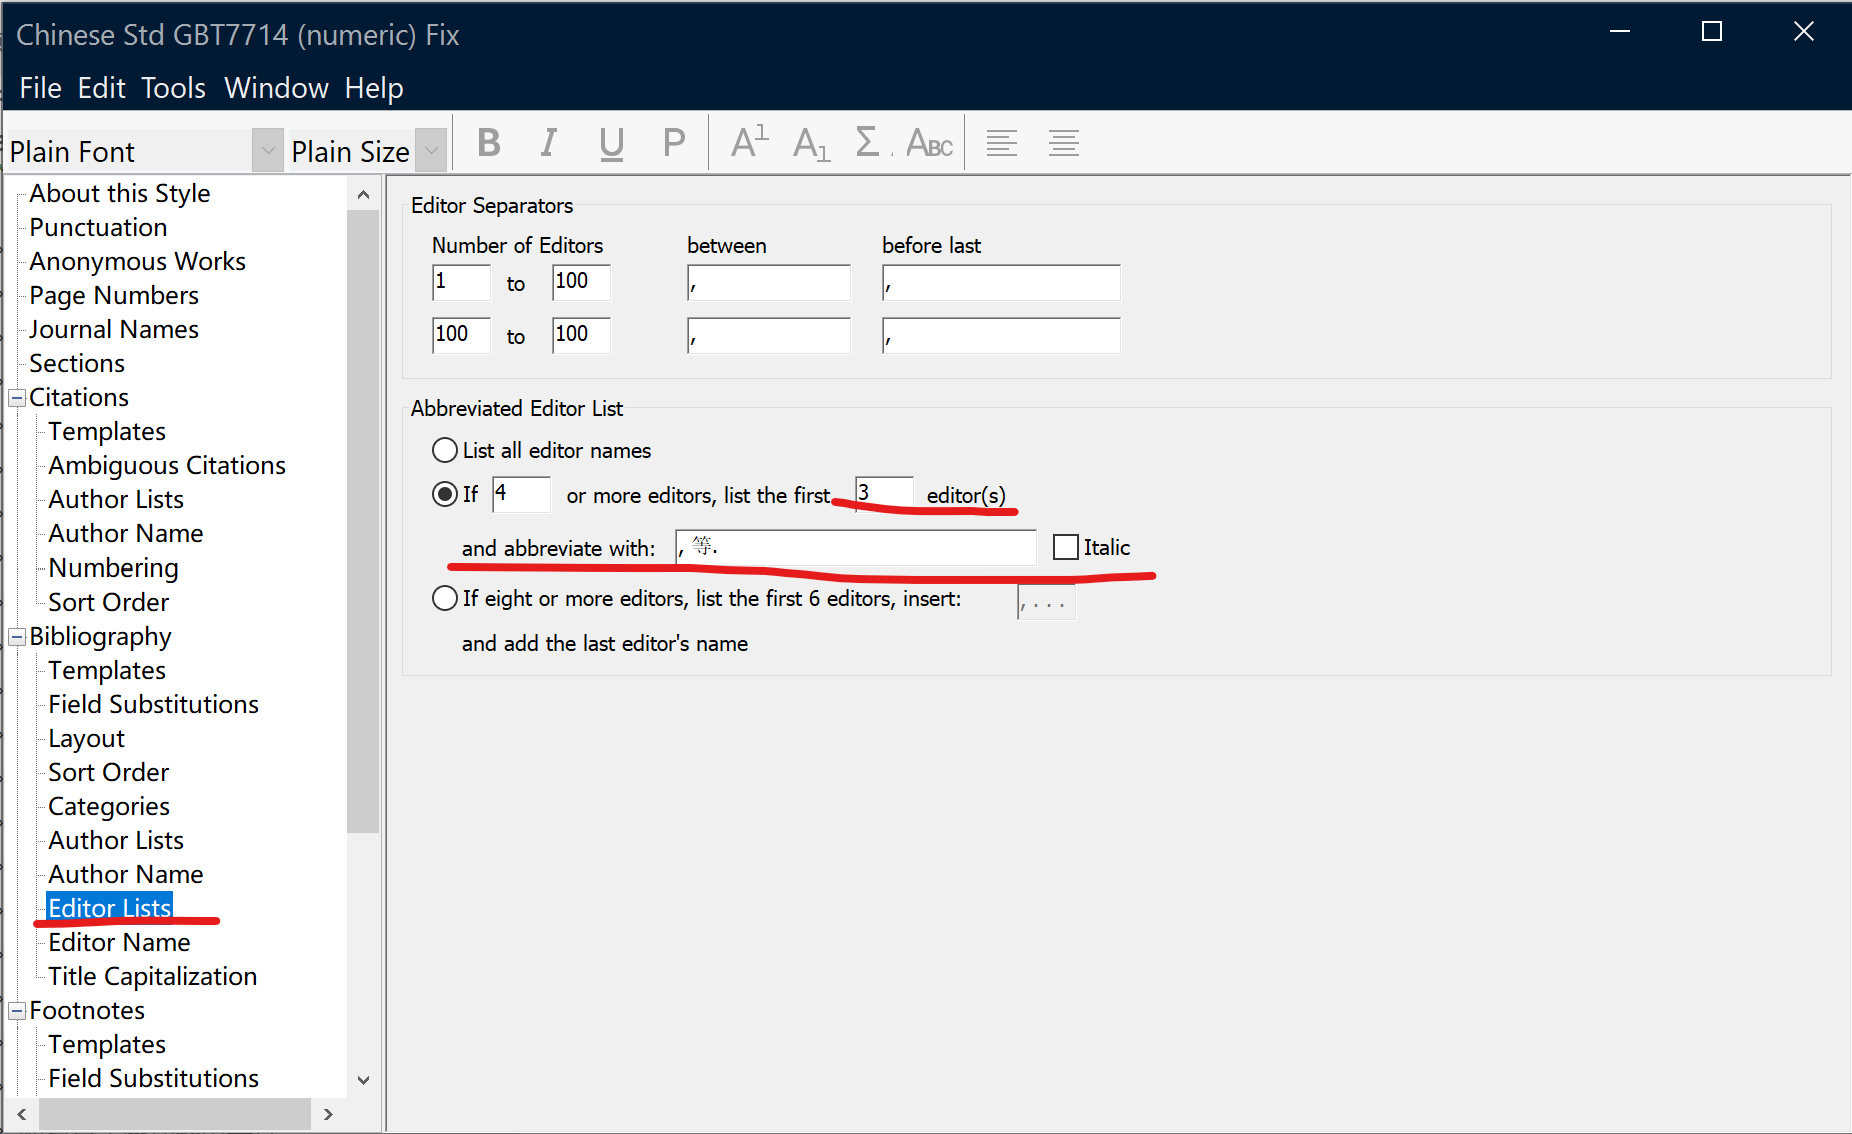 Chinese Std GBT7714 (numeric) Fix
File Edit Tools Window Help
Plain Font Plain Size B I U P A1 A1 Σ ABC
About this Style
Punctuation
Anonymous Works
Page Numbers
Journal Names
Sections
Citations
Templates
Ambiguous Citations
Author Lists
Author Name
Numbering
Sort Order
Bibliography
Templates
Field Substitutions
Layout
Sort Order
Categories
Author Lists
Author Name
Editor Lists
Editor Name
Title Capitalization
Footnotes
Templates
Field Substitutions
Editor Separators
Number of Editors between before last
1 to 100 , ,
100 to 100 , ,
Abbreviated Editor List
List all editor names
If 4 or more editors, list the first 3 editor(s)
and abbreviate with: , 等. Italic
If eight or more editors, list the first 6 editors, insert: ,...
and add the last editor's name